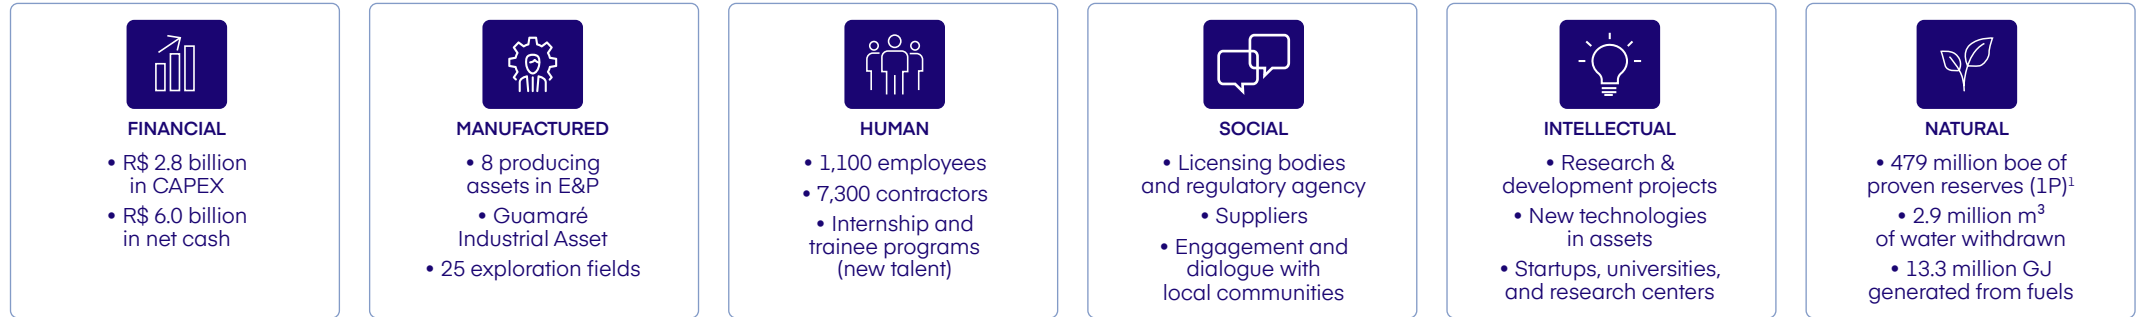 FINANCIAL
• R$ 2.8 billion
in CAPEX
• R$ 6.0 billion
in net cash
MANUFACTURED
• 8 producing
assets in E&P
• Guamaré
Industrial Asset
• 25 exploration fields
HUMAN
• 1,100 employees
• 7,300 contractors
• Internship and
trainee programs
(new talent)
SOCIAL
• Licensing bodies
and regulatory agency
• Suppliers
• Engagement and
dialogue with
local communities
INTELLECTUAL
• Research &
development projects
• New technologies
in assets
• Startups, universities,
and research centers
NATURAL
• 479 million boe of
proven reserves (1P)¹
• 2.9 million m³
of water withdrawn
• 13.3 million GJ
generated from fuels